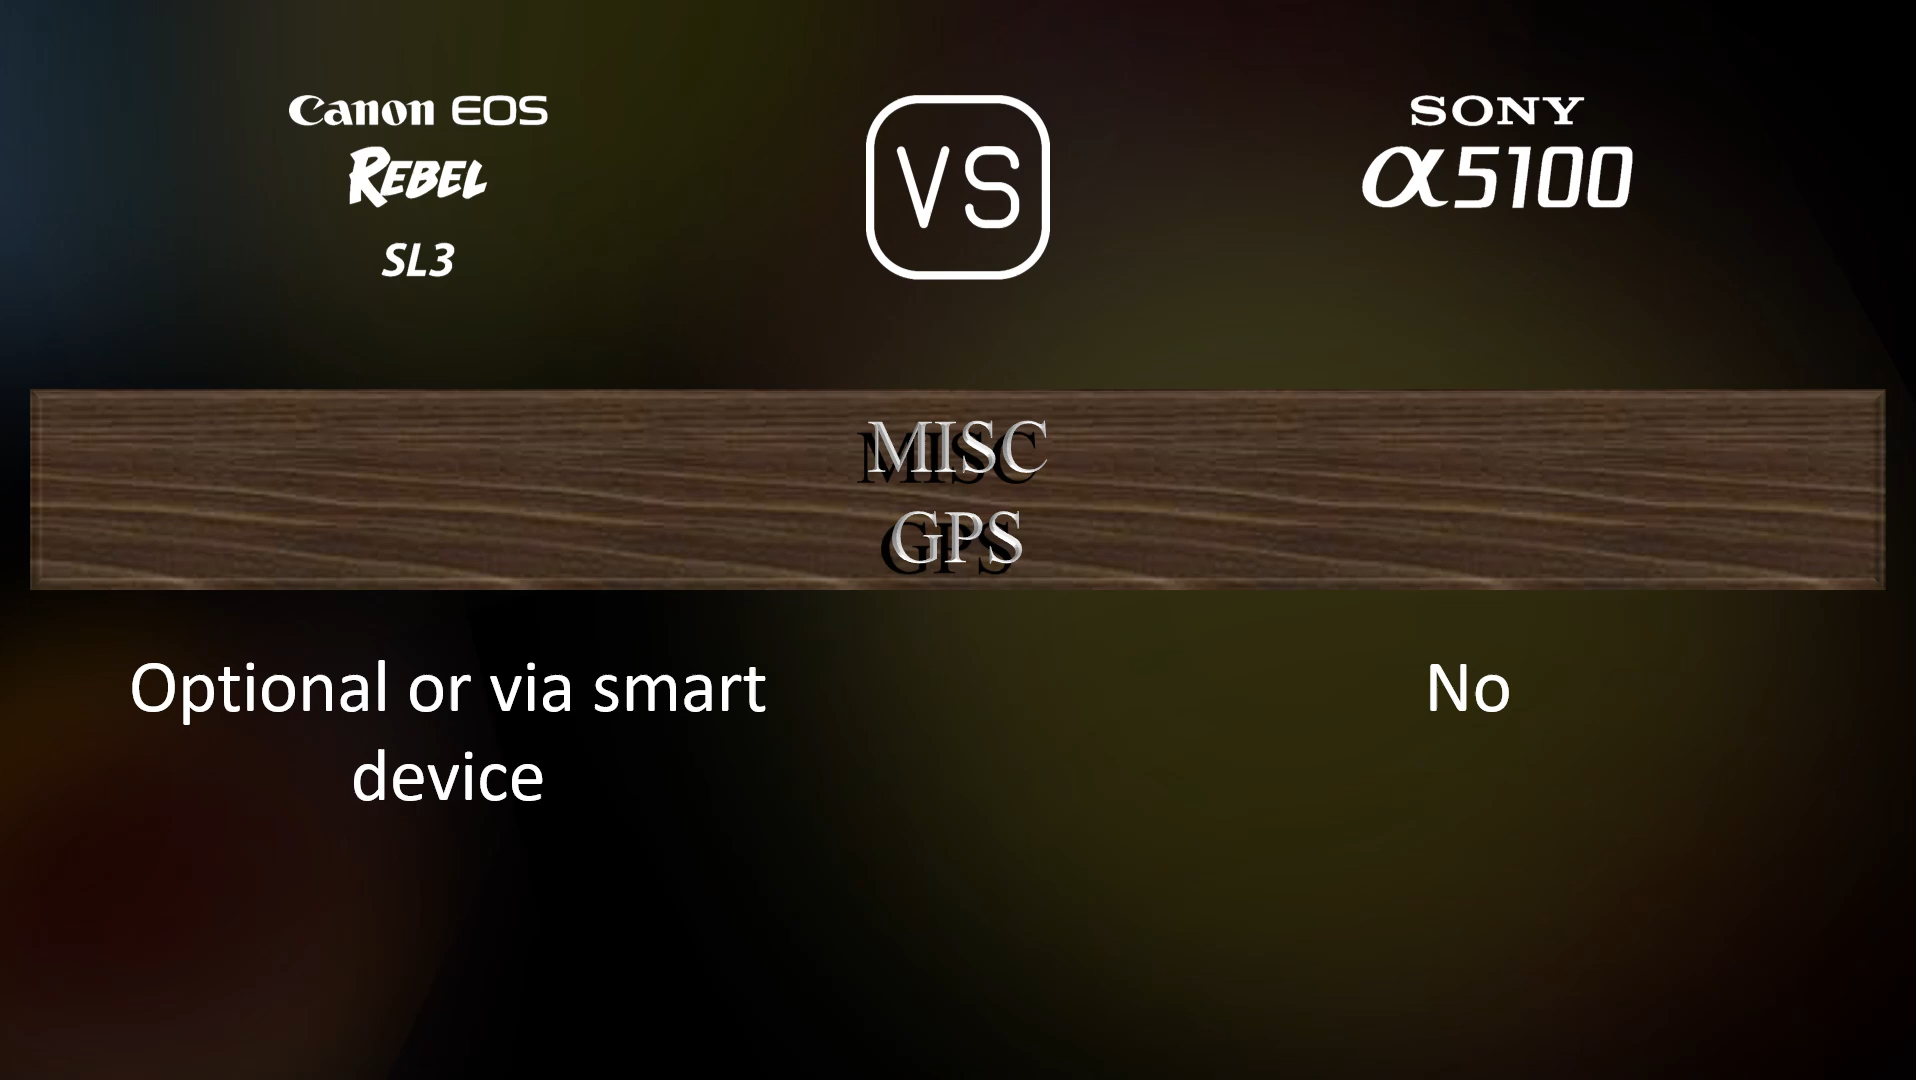 Canon EOS
REBEL
SL3
VS
SONY
α5100
MISC
GPS
Optional or via smart
device
No